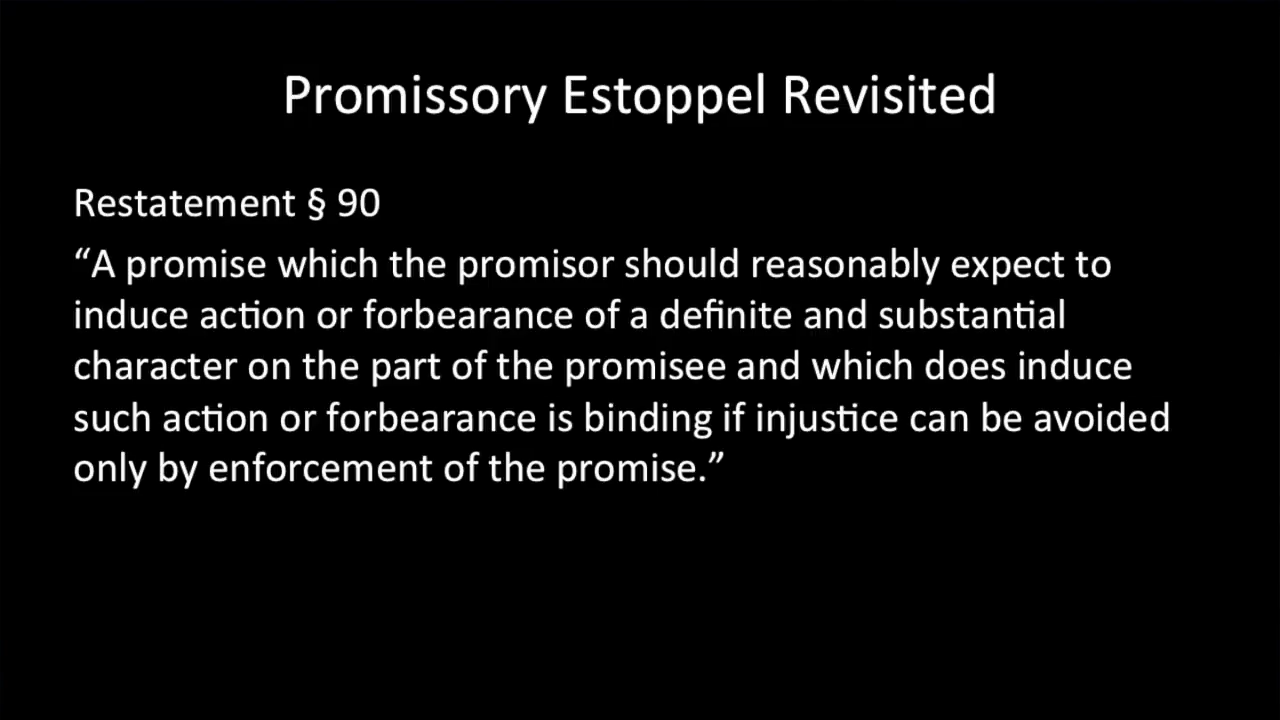 Promissory Estoppel Revisited
Restatement § 90
“A promise which the promisor should reasonably expect to
induce action or forbearance of a definite and substantial
character on the part of the promisee and which does induce
such action or forbearance is binding if injustice can be avoided
only by enforcement of the promise.”